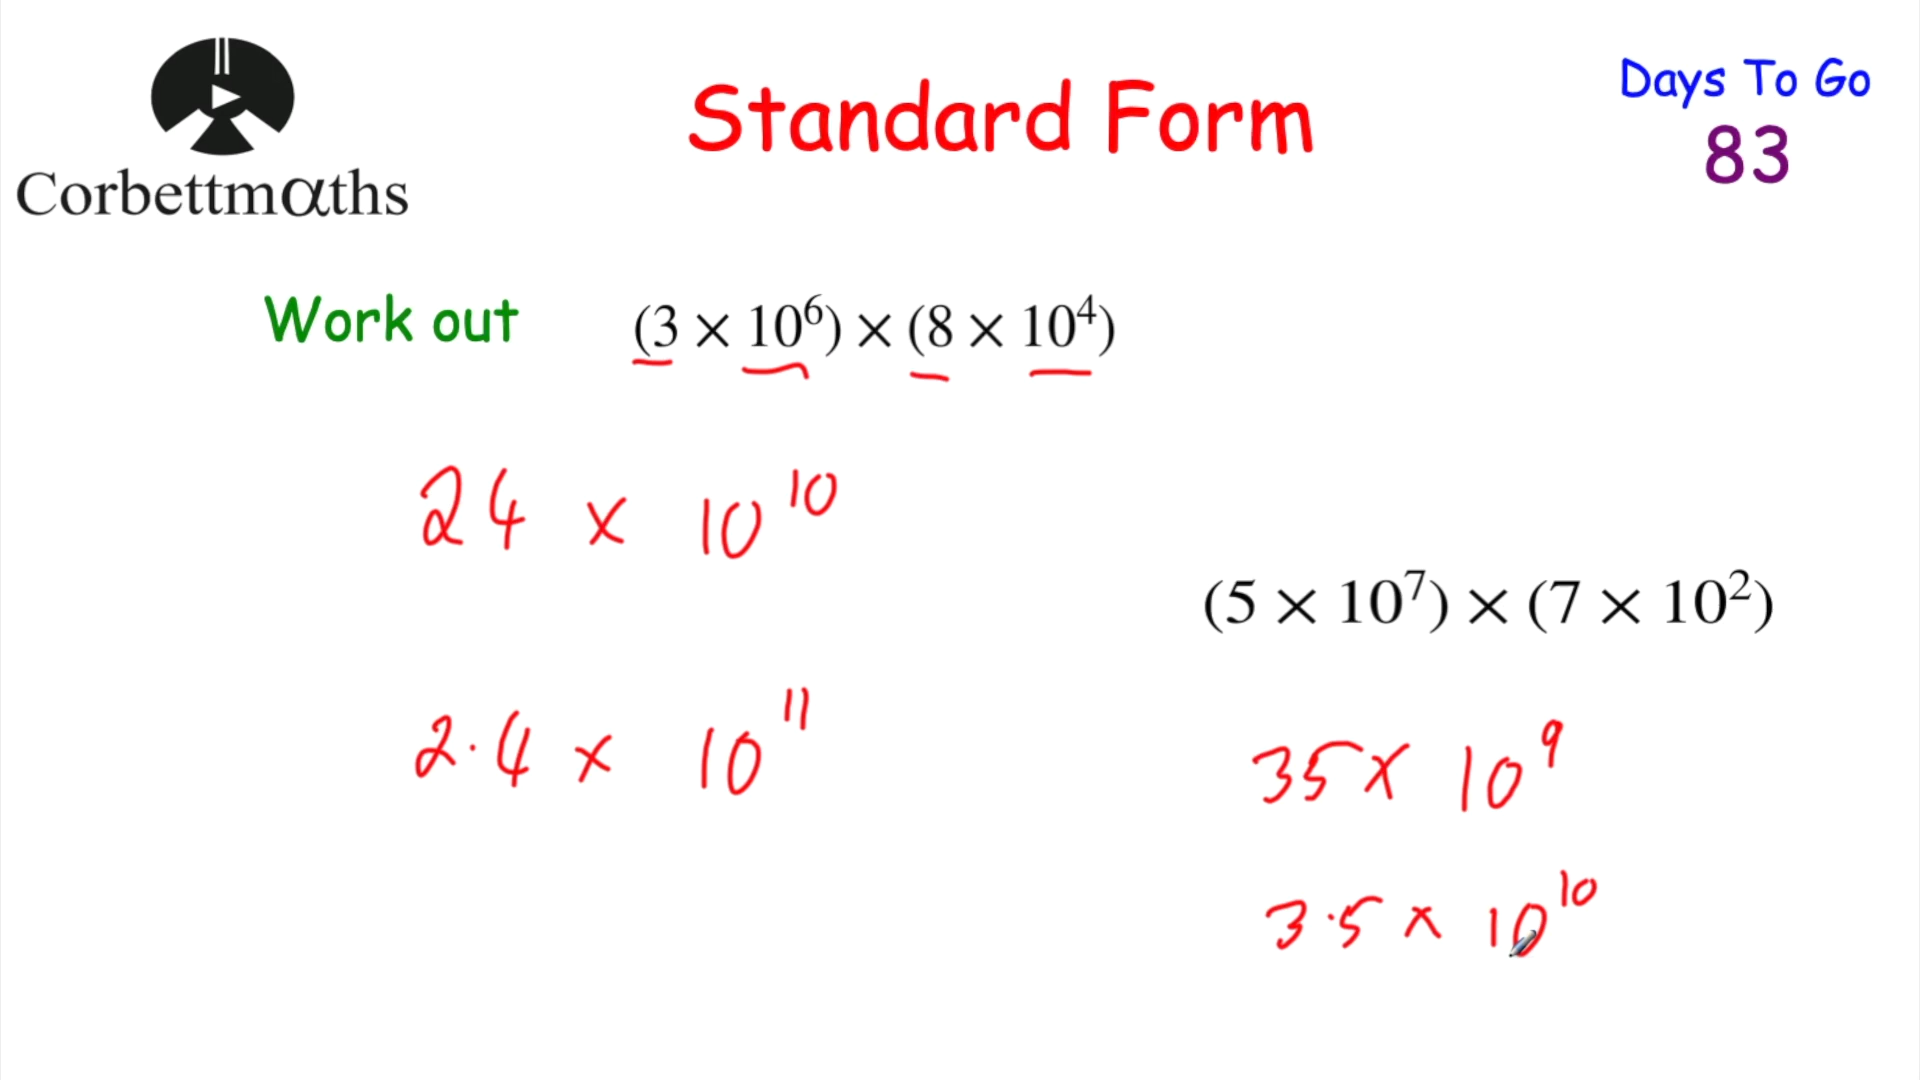 Corbettmαths
Standard Form
Days To Go
83
Work out (3 × 10⁶) × (8 × 10⁴)
24 × 10¹⁰
2·4 × 10¹¹
(5 × 10⁷) × (7 × 10²)
35 × 10⁹
3·5 × 10¹⁰